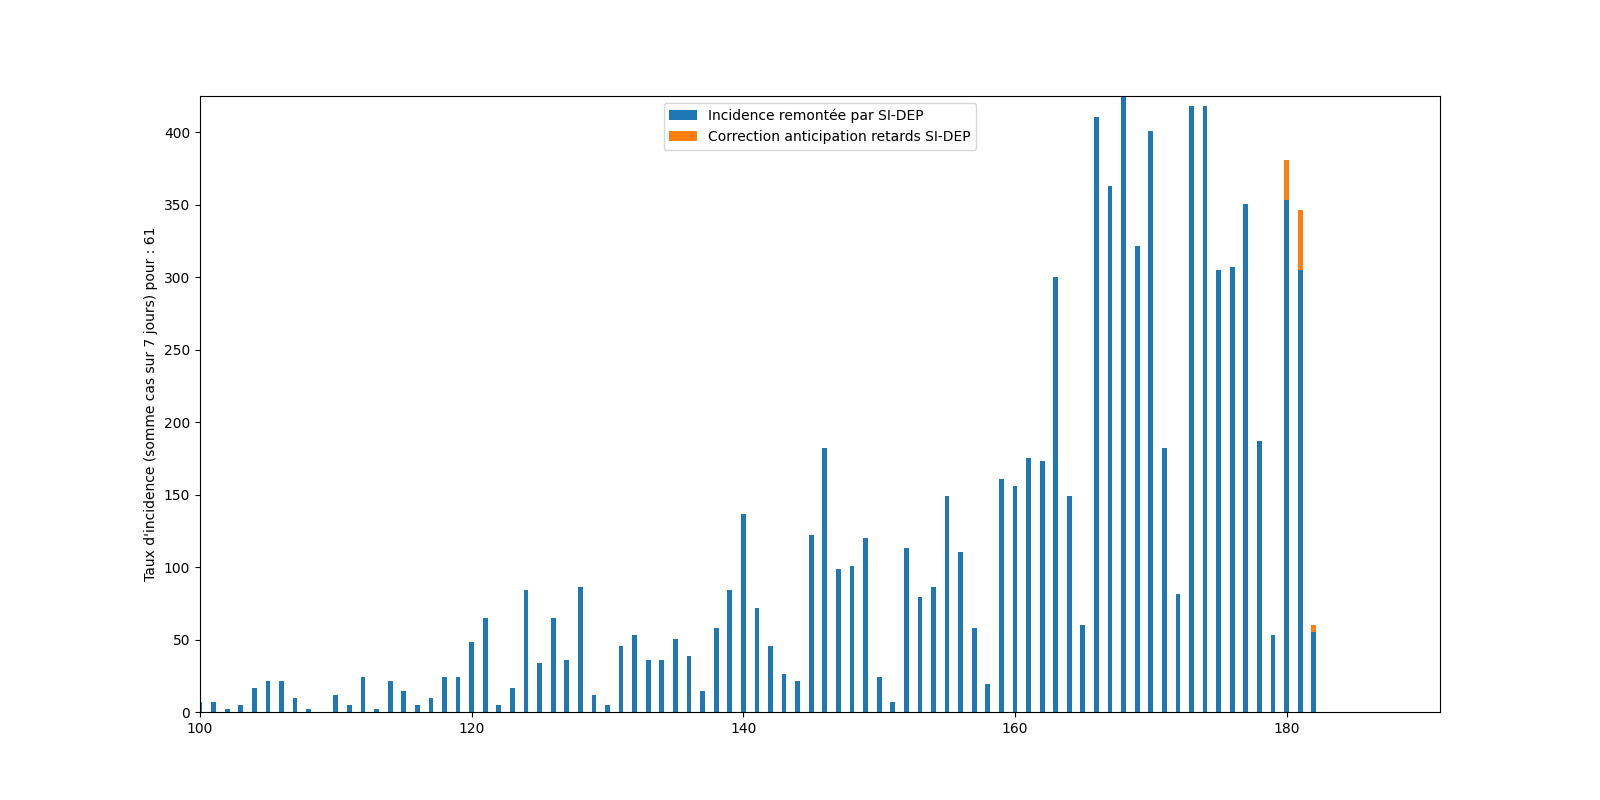 Incidence remontée par SI-DEP
Correction anticipation retards SI-DEP
Taux d'incidence (somme cas sur 7 jours) pour : 61
400
350
300
250
200
150
100
50
0
100 120 140 160 180